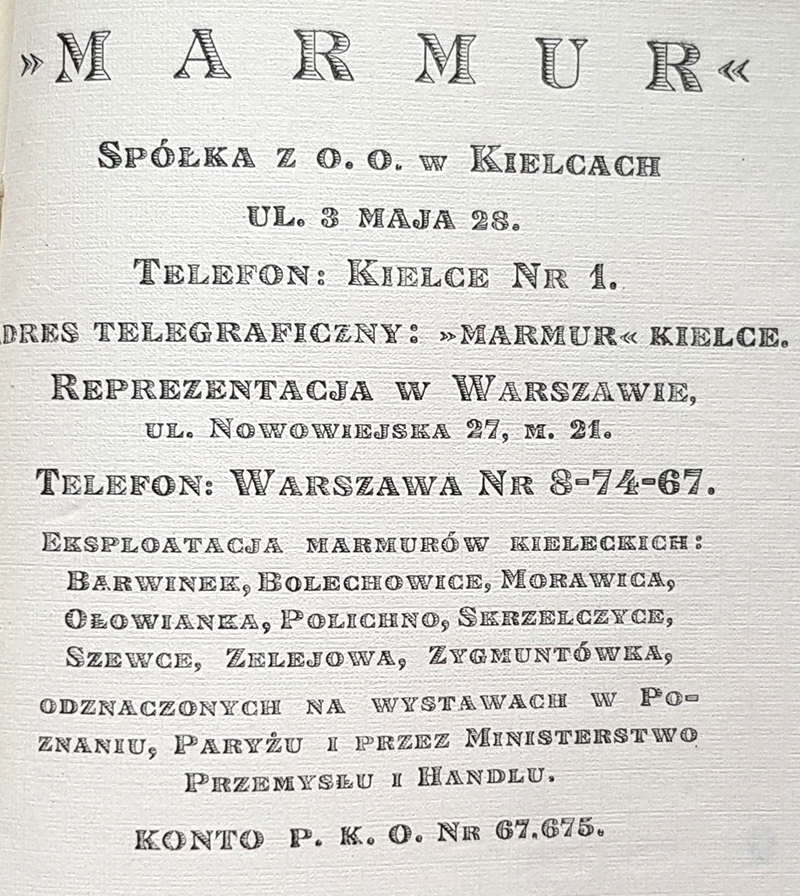 »MARMUR«
SPÓŁKA Z O. O. W KIELCACH
UL. 3 MAJA 28.
TELEFON: KIELCE NR 1.
DRES TELEGRAFICZNY: »MARMUR« KIELCE.
REPREZENTACJA W WARSZAWIE,
UL. NOWOWIEJSKA 27, M. 21.
TELEFON: WARSZAWA NR 8-74-67.
EKSPLOATACJA MARMURÓW KIELECKICH:
BARWINEK, BOLECHOWICE, MORAWICA,
OŁOWIANKA, POLICHNO, SKRZELCZYCE,
SZEWCE, ZELEJOWA, ZYGMUNTÓWKA,
ODZNACZONYCH NA WYSTAWACH W PO-
ZNANIU, PARYŻU I PRZEZ MINISTERSTWO
PRZEMYSŁU I HANDLU.
KONTO P. K. O. NR 67.675.